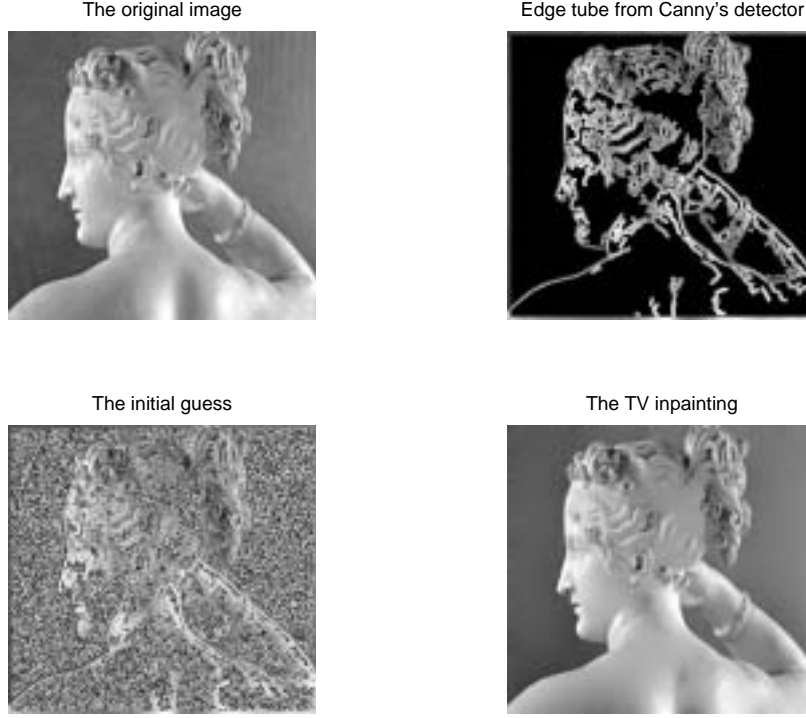 The original image
Edge tube from Canny's detector
The initial guess
The TV inpainting